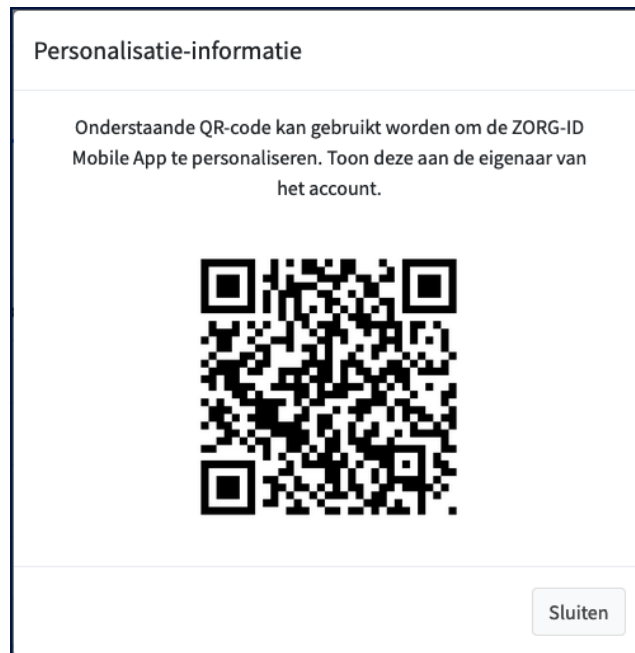 Personalisatie-informatie
Onderstaande QR-code kan gebruikt worden om de ZORG-ID
Mobile App te personaliseren. Toon deze aan de eigenaar van
het account.
Sluiten